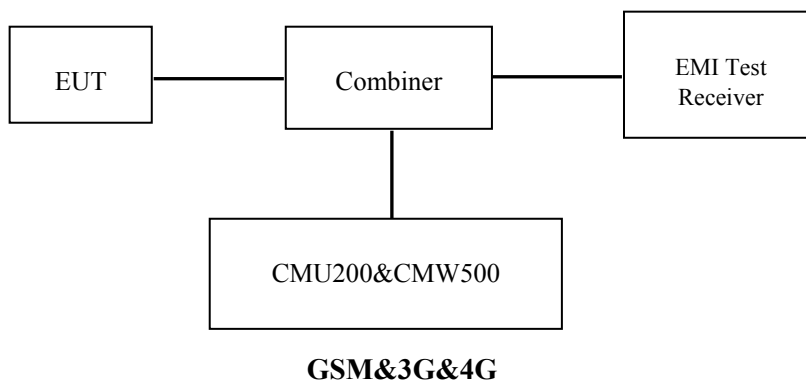 EUT
Combiner
EMI Test
Receiver
CMU200&CMW500
GSM&3G&4G